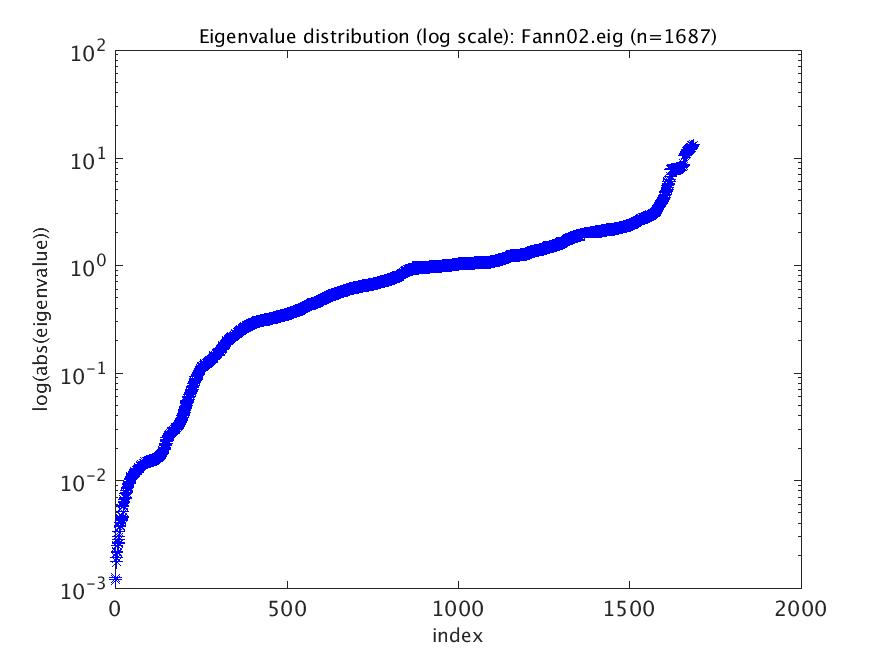 Eigenvalue distribution (log scale): Fann02.eig (n=1687)
10^2
10^1
10^0
10^-1
10^-2
10^-3
log(abs(eigenvalue))
0 500 1000 1500 2000
index